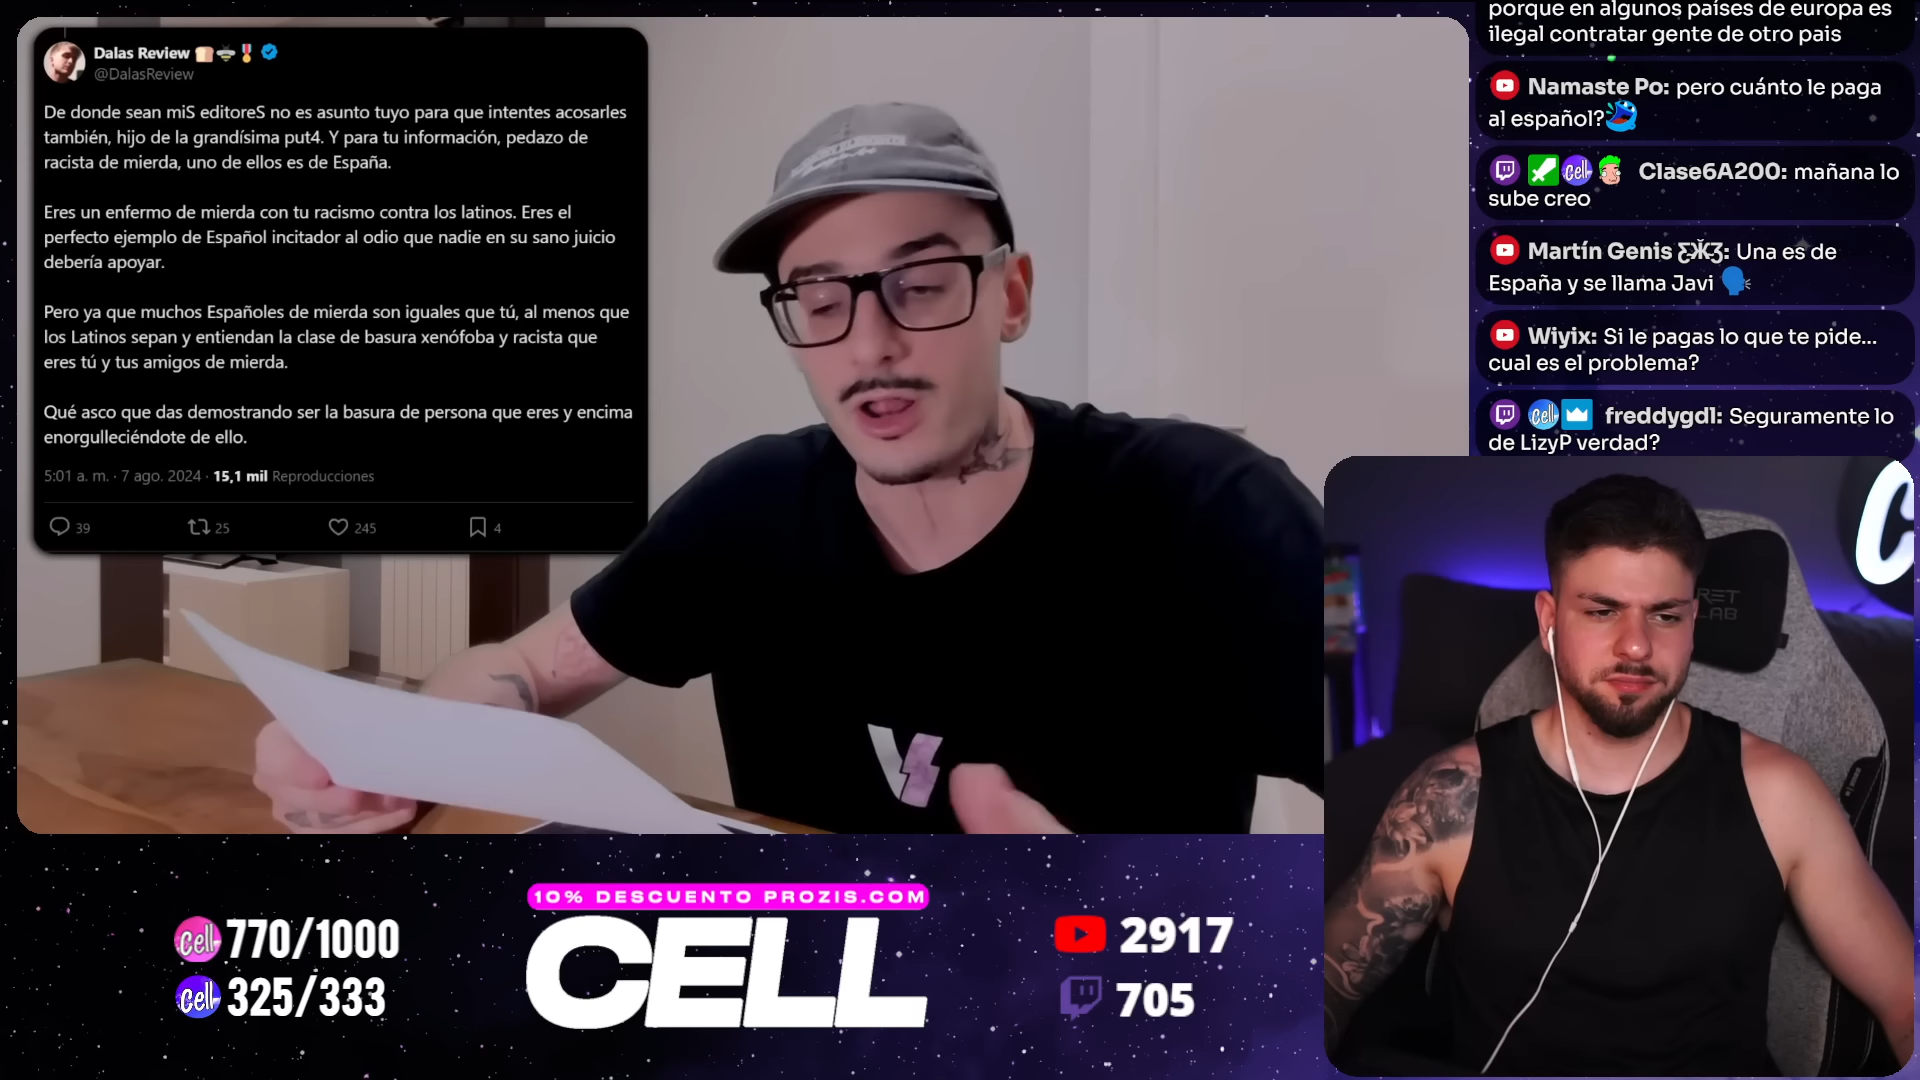 Dalas Review
@DalasReview
De donde sean miS editoreS no es asunto tuyo para que intentes acosarles
también, hijo de la grandísima put4. Y para tu información, pedazo de
racista de mierda, uno de ellos es de España.
Eres un enfermo de mierda con tu racismo contra los latinos. Eres el
perfecto ejemplo de Español incitador al odio que nadie en su sano juicio
debería apoyar.
Pero ya que muchos Españoles de mierda son iguales que tú, al menos que
los Latinos sepan y entiendan la clase de basura xenófoba y racista que
eres tú y tus amigos de mierda.
Qué asco que das demostrando ser la basura de persona que eres y encima
enorgulleciéndote de ello.
5:01 a. m. · 7 ago. 2024 · 15,1 mil Reproducciones
39 25 245 4
porque en algunos países de europa es
ilegal contratar gente de otro pais
Namaste Po: pero cuánto le paga
al español?
cell Clase6A200: mañana lo
sube creo
Martín Genis Ƹ̵̡Ӝ̵̨̄Ʒ: Una es de
España y se llama Javi
Wiyix: Si le pagas lo que te pide...
cual es el problema?
cell freddygdl: Seguramente lo
de LizyP verdad?
RET
LAB
C
10% DESCUENTO PROZIS.COM
CELL
cell 770/1000
cell 325/333
2917
705